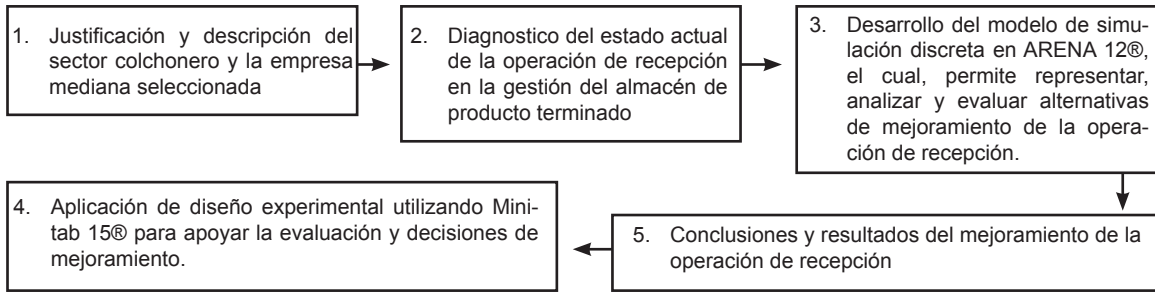 1. Justificación y descripción del
sector colchonero y la empresa
mediana seleccionada
2. Diagnostico del estado actual
de la operación de recepción
en la gestión del almacén de
producto terminado
3. Desarrollo del modelo de simu-
lación discreta en ARENA 12®,
el cual, permite representar,
analizar y evaluar alternativas
de mejoramiento de la opera-
ción de recepción.
4. Aplicación de diseño experimental utilizando Mini-
tab 15® para apoyar la evaluación y decisiones de
mejoramiento.
5. Conclusiones y resultados del mejoramiento de la
operación de recepción